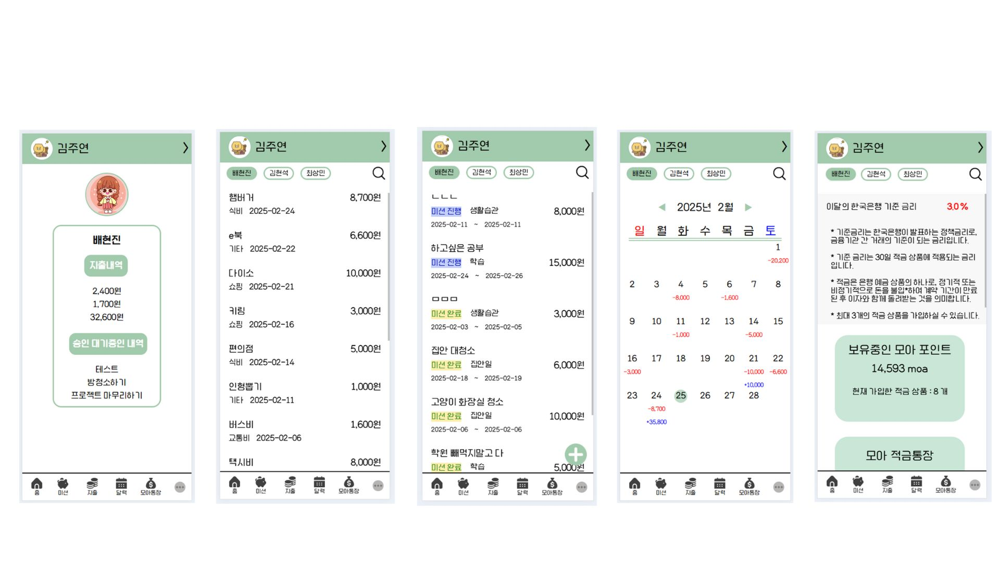 김주연
배현진
지출내역
2,400원
1,700원
32,600원
승인 대기중인 내역
테스트
방청소하기
프로젝트 마무리하기
홈 미션 지출 달력 모아통장
김주연
배현진 김현석 최상민
햄버거 8,700원
식비 2025-02-24
e북 6,600원
기타 2025-02-22
다이소 10,000원
쇼핑 2025-02-21
키링 3,000원
쇼핑 2025-02-16
편의점 5,000원
식비 2025-02-14
인형뽑기 1,000원
기타 2025-02-11
버스비 1,600원
교통비 2025-02-06
택시비 8,000원
홈 미션 지출 달력 모아통장
김주연
배현진 김현석 최상민
ㄴㄴㄴ
미션 진행 생활습관 8,000원
2025-02-11 ~ 2025-02-11
하고싶은 공부
미션 진행 학습 15,000원
2025-02-24 ~ 2025-02-26
ㅁㅁㅁ
미션 완료 생활습관 3,000원
2025-02-03 ~ 2025-02-05
집안 대청소
미션 완료 집안일 6,000원
2025-02-18 ~ 2025-02-19
고양이 화장실 청소
미션 완료 집안일 10,000원
2025-02-06 ~ 2025-02-06
학원 빼먹지말고 다
미션 완료 학습 5,000원
홈 미션 지출 달력 모아통장
김주연
배현진 김현석 최상민
◀ 2025년 2월 ▶
일 월 화 수 목 금 토
1
-20,200
2 3 4 5 6 7 8
-8,000 -1,600
9 10 11 12 13 14 15
-1,000 -5,000
16 17 18 19 20 21 22
-3,000 -10,000 -6,600
+10,000
23 24 25 26 27 28
-8,700
+35,800
홈 미션 지출 달력 모아통장
김주연
배현진 김현석 최상민
이달의 한국은행 기준 금리 3.0 %
* 기준금리는 한국은행이 발표하는 정책금리로,
금융기관 간 거래의 기준이 되는 금리입니다.
* 기준 금리는 30일 적금 상품에 적용되는 금리
입니다.
* 적금은 은행 예금 상품의 하나로, 정기적 또는
비정기적으로 돈을 불입*하여 계약 기간이 만료
된 후 이자와 함께 돌려받는 것을 의미합니다.
* 최대 3개의 적금 상품을 가입하실 수 있습니다.
보유중인 모아 포인트
14,593 moa
현재 가입한 적금 상품 : 8 개
모아 적금통장
홈 미션 지출 달력 모아통장